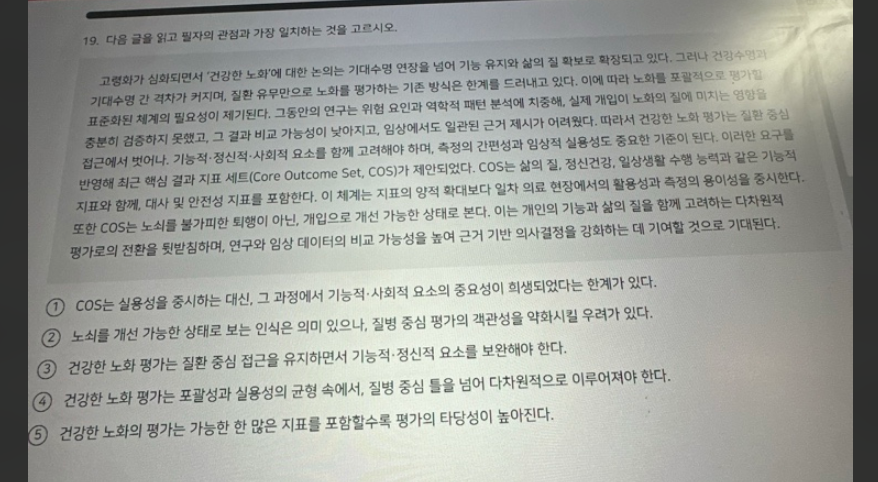 19. 다음 글을 읽고 필자의 관점과 가장 일치하는 것을 고르시오.
고령화가 심화되면서 '건강한 노화'에 대한 논의는 기대수명 연장을 넘어 기능 유지와 삶의 질 확보로 확장되고 있다. 그러나 건강수명과
기대수명 간 격차가 커지며, 질환 유무만으로 노화를 평가하는 기존 방식은 한계를 드러내고 있다. 이에 따라 노화를 포괄적으로 평가할
표준화된 체계의 필요성이 제기된다. 그동안의 연구는 위험 요인과 역학적 패턴 분석에 치중해, 실제 개입이 노화의 질에 미치는 영향을
충분히 검증하지 못했고, 그 결과 비교 가능성이 낮아지고, 임상에서도 일관된 근거 제시가 어려웠다. 따라서 건강한 노화 평가는 질환 중심
접근에서 벗어나, 기능적·정신적·사회적 요소를 함께 고려해야 하며, 측정의 간편성과 임상적 실용성도 중요한 기준이 된다. 이러한 요구를
반영해 최근 핵심 결과 지표 세트(Core Outcome Set, COS)가 제안되었다. COS는 삶의 질, 정신건강, 일상생활 수행 능력과 같은 기능적
지표와 함께, 대사 및 안전성 지표를 포함한다. 이 체계는 지표의 양적 확대보다 일차 의료 현장에서의 활용성과 측정의 용이성을 중시한다.
또한 COS는 노쇠를 불가피한 퇴행이 아닌, 개입으로 개선 가능한 상태로 본다. 이는 개인의 기능과 삶의 질을 함께 고려하는 다차원적
평가로의 전환을 뒷받침하며, 연구와 임상 데이터의 비교 가능성을 높여 근거 기반 의사결정을 강화하는 데 기여할 것으로 기대된다.
① COS는 실용성을 중시하는 대신, 그 과정에서 기능적·사회적 요소의 중요성이 희생되었다는 한계가 있다.
② 노쇠를 개선 가능한 상태로 보는 인식은 의미 있으나, 질병 중심 평가의 객관성을 약화시킬 우려가 있다.
③ 건강한 노화 평가는 질환 중심 접근을 유지하면서 기능적·정신적 요소를 보완해야 한다.
④ 건강한 노화 평가는 포괄성과 실용성의 균형 속에서, 질병 중심 틀을 넘어 다차원적으로 이루어져야 한다.
⑤ 건강한 노화의 평가는 가능한 한 많은 지표를 포함할수록 평가의 타당성이 높아진다.